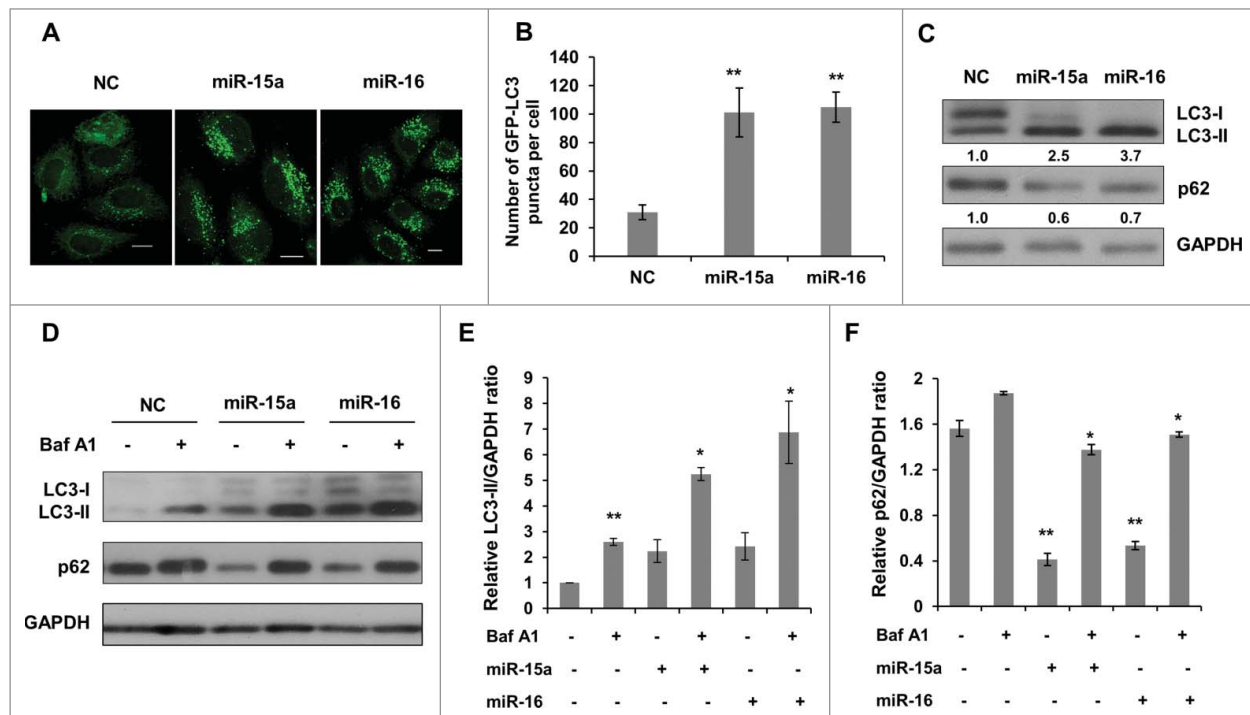 A
NC miR-15a miR-16
B
Number of GFP-LC3
puncta per cell
140
120
100
80
60
40
20
0
** **
NC miR-15a miR-16
C
NC miR-15a miR-16
LC3-I
LC3-II
1.0 2.5 3.7
p62
1.0 0.6 0.7
GAPDH
D
NC miR-15a miR-16
Baf A1 - + - + - +
LC3-I
LC3-II
p62
GAPDH
E
Relative LC3-II/GAPDH ratio
9
8
7
6
5
4
3
2
1
0
** * *
Baf A1 - + - + - +
miR-15a - - + + - -
miR-16 - - - - + +
F
Relative p62/GAPDH ratio
2
1.6
1.2
0.8
0.4
0
** * ** *
Baf A1 - + - + - +
miR-15a - - + + - -
miR-16 - - - - + +